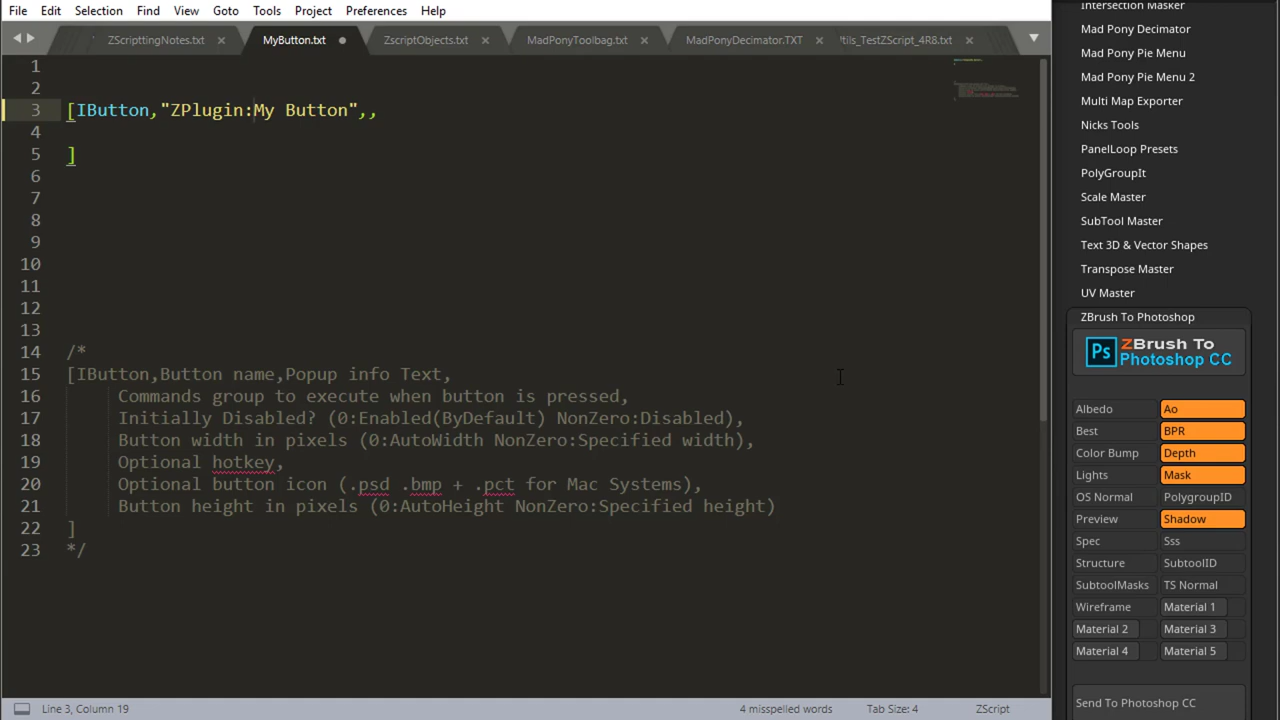 File Edit Selection Find View Goto Tools Project Preferences Help
ZScripttingNotes.txt MyButton.txt ZscriptObjects.txt MadPonyToolbag.txt MadPonyDecimator.TXT tils_TestZScript_4R8.txt
1
2
3 [IButton,"ZPlugin:My Button",,
4
5 ]
6
7
8
9
10
11
12
13
14 /*
15 [IButton,Button name,Popup info Text,
16 Commands group to execute when button is pressed,
17 Initially Disabled? (0:Enabled(ByDefault) NonZero:Disabled),
18 Button width in pixels (0:AutoWidth NonZero:Specified width),
19 Optional hotkey,
20 Optional button icon (.psd .bmp + .pct for Mac Systems),
21 Button height in pixels (0:AutoHeight NonZero:Specified height)
22 ]
23 */
Line 3, Column 19 4 misspelled words Tab Size: 4 ZScript
Intersection Masker
Mad Pony Decimator
Mad Pony Pie Menu
Mad Pony Pie Menu 2
Multi Map Exporter
Nicks Tools
PanelLoop Presets
PolyGroupIt
Scale Master
SubTool Master
Text 3D & Vector Shapes
Transpose Master
UV Master
ZBrush To Photoshop
Ps ZBrush To
Photoshop CC
Albedo Ao
Best BPR
Color Bump Depth
Lights Mask
OS Normal PolygroupID
Preview Shadow
Spec Sss
Structure SubtoolID
SubtoolMasks TS Normal
Wireframe Material 1
Material 2 Material 3
Material 4 Material 5
Send To Photoshop CC